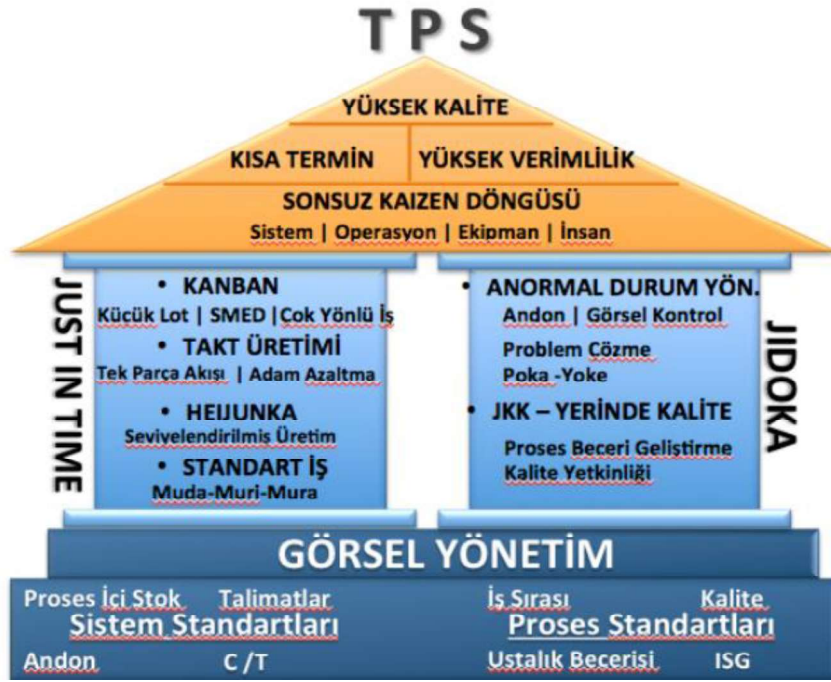 TPS
YÜKSEK KALİTE
KISA TERMİN
YÜKSEK VERİMLİLİK
SONSUZ KAIZEN DÖNGÜSÜ
Sistem | Operasyon | Ekipman | İnsan
JUST IN TIME
• KANBAN
Küçük Lot | SMED |Çok Yönlü İş
• TAKT ÜRETİMİ
Tek Parça Akışı | Adam Azaltma
• HEIJUNKA
Seviyelendirilmiş Üretim
• STANDART İŞ
Muda-Muri-Mura
• ANORMAL DURUM YÖN.
Andon | Görsel Kontrol
Problem Cözme
Poka -Yoke
• JKK – YERİNDE KALİTE
Proses Beceri Geliştirme
Kalite Yetkinliği
JIDOKA
GÖRSEL YÖNETİM
Proses İçi Stok Talimatlar
Sistem Standartları
Andon C /T
İş Sırası Kalite
Proses Standartları
Ustalık Becerisi ISG